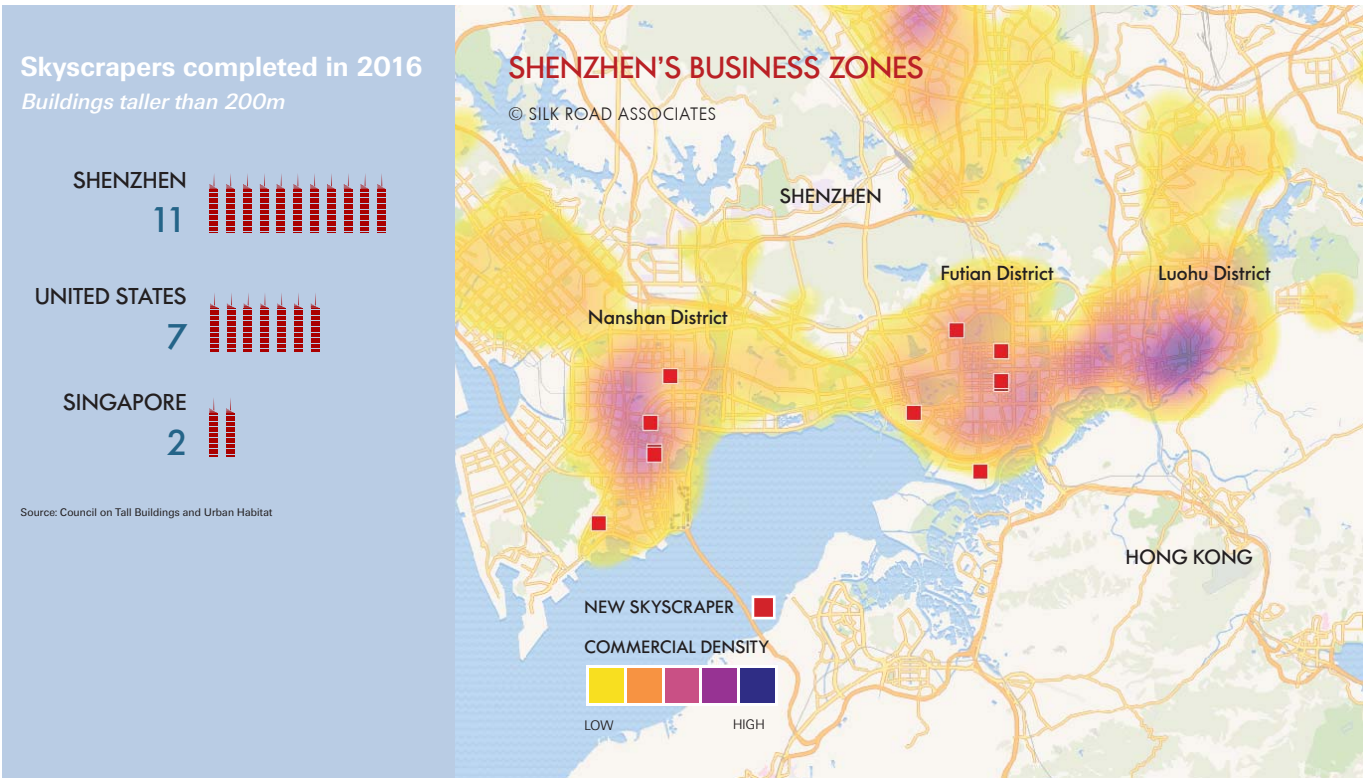 Skyscrapers completed in 2016
Buildings taller than 200m
SHENZHEN
11
UNITED STATES
7
SINGAPORE
2
Source: Council on Tall Buildings and Urban Habitat
SHENZHEN’S BUSINESS ZONES
© SILK ROAD ASSOCIATES
SHENZHEN
Futian District
Luohu District
Nanshan District
HONG KONG
NEW SKYSCRAPER
COMMERCIAL DENSITY
LOW
HIGH